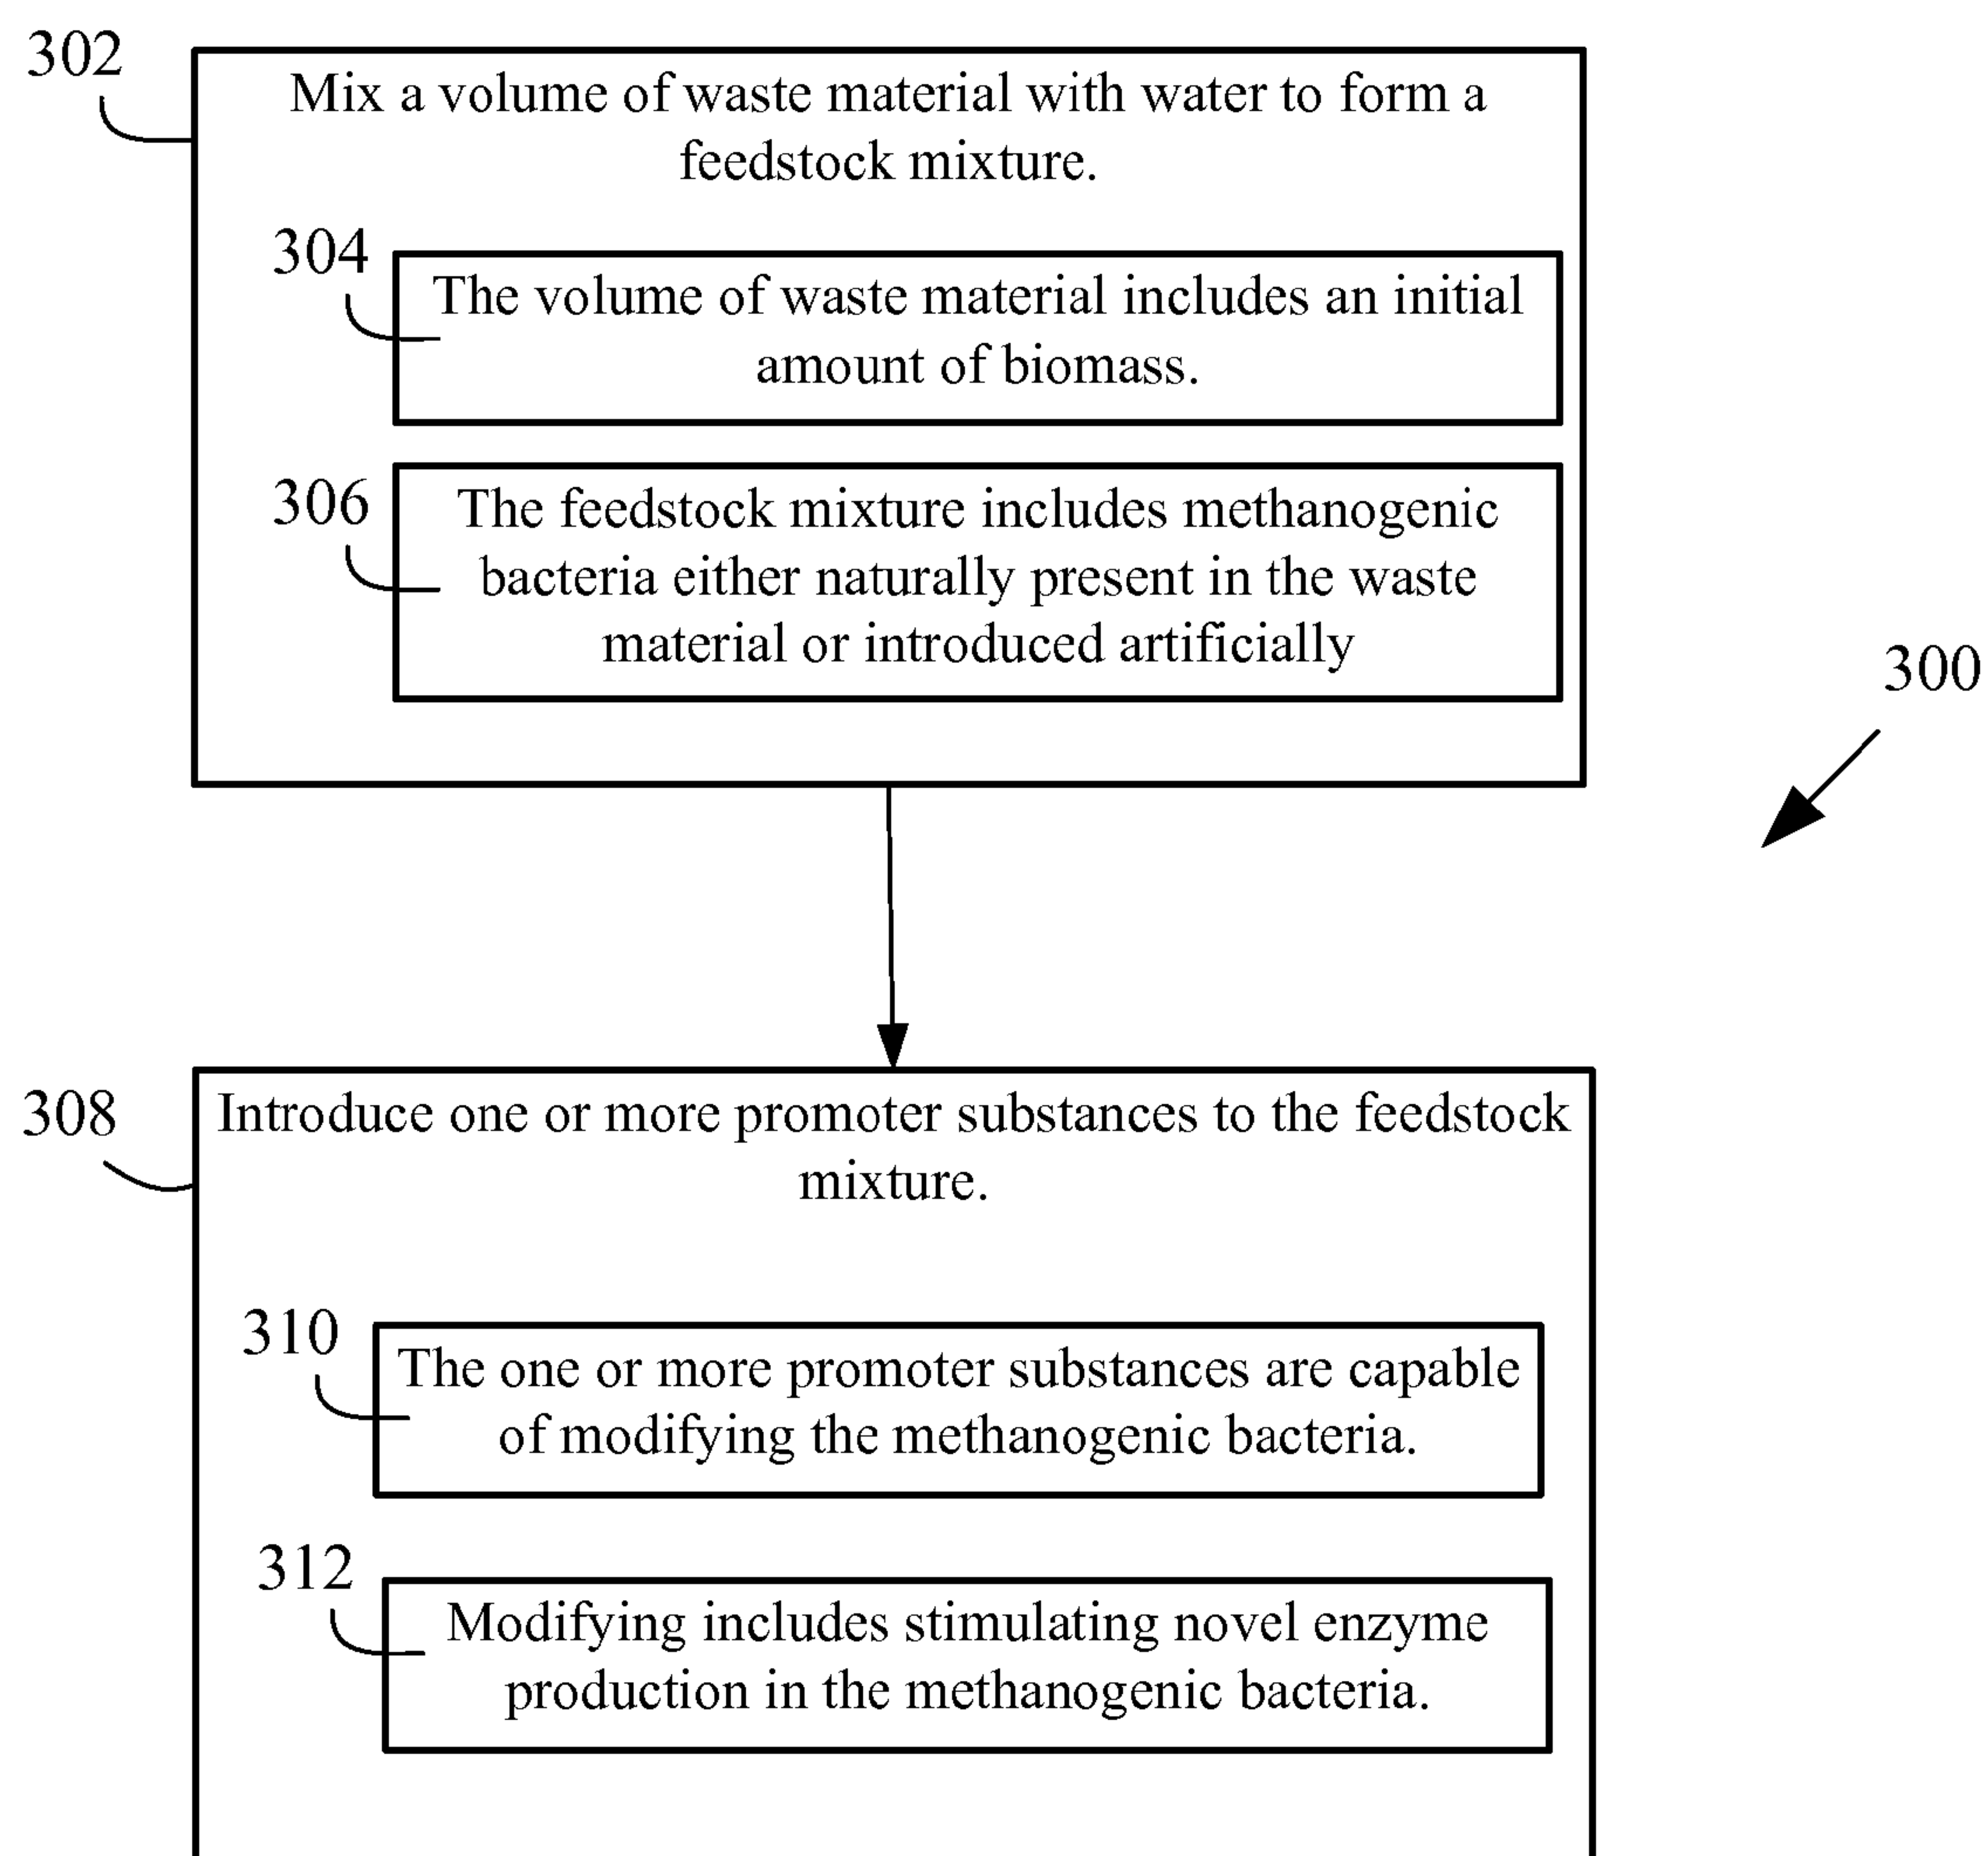 302
Mix a volume of waste material with water to form a
feedstock mixture.
304
The volume of waste material includes an initial
amount of biomass.
306
The feedstock mixture includes methanogenic
bacteria either naturally present in the waste
material or introduced artificially
300
308
Introduce one or more promoter substances to the feedstock
mixture.
310
The one or more promoter substances are capable
of modifying the methanogenic bacteria.
312
Modifying includes stimulating novel enzyme
production in the methanogenic bacteria.